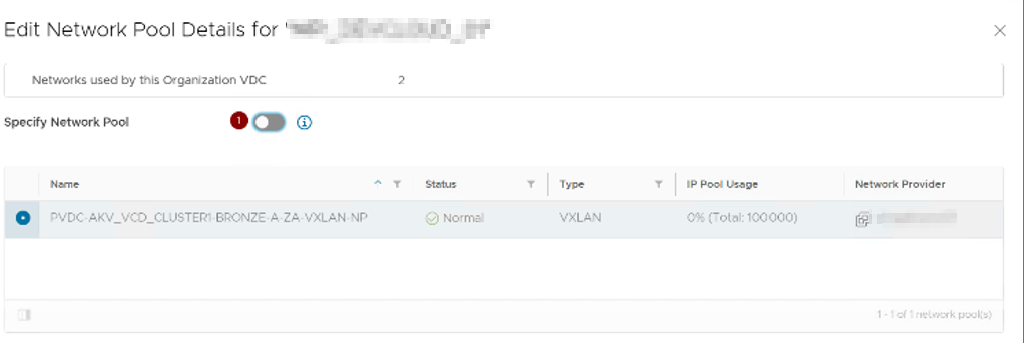 Edit Network Pool Details for
Networks used by this Organization VDC 2
Specify Network Pool 1
Name Status Type IP Pool Usage Network Provider
PVDC-AKV_VCD_CLUSTER1-BRONZE-A-ZA-VXLAN-NP Normal VXLAN 0% (Total: 100000)
1 - 1 of 1 network pool(s)